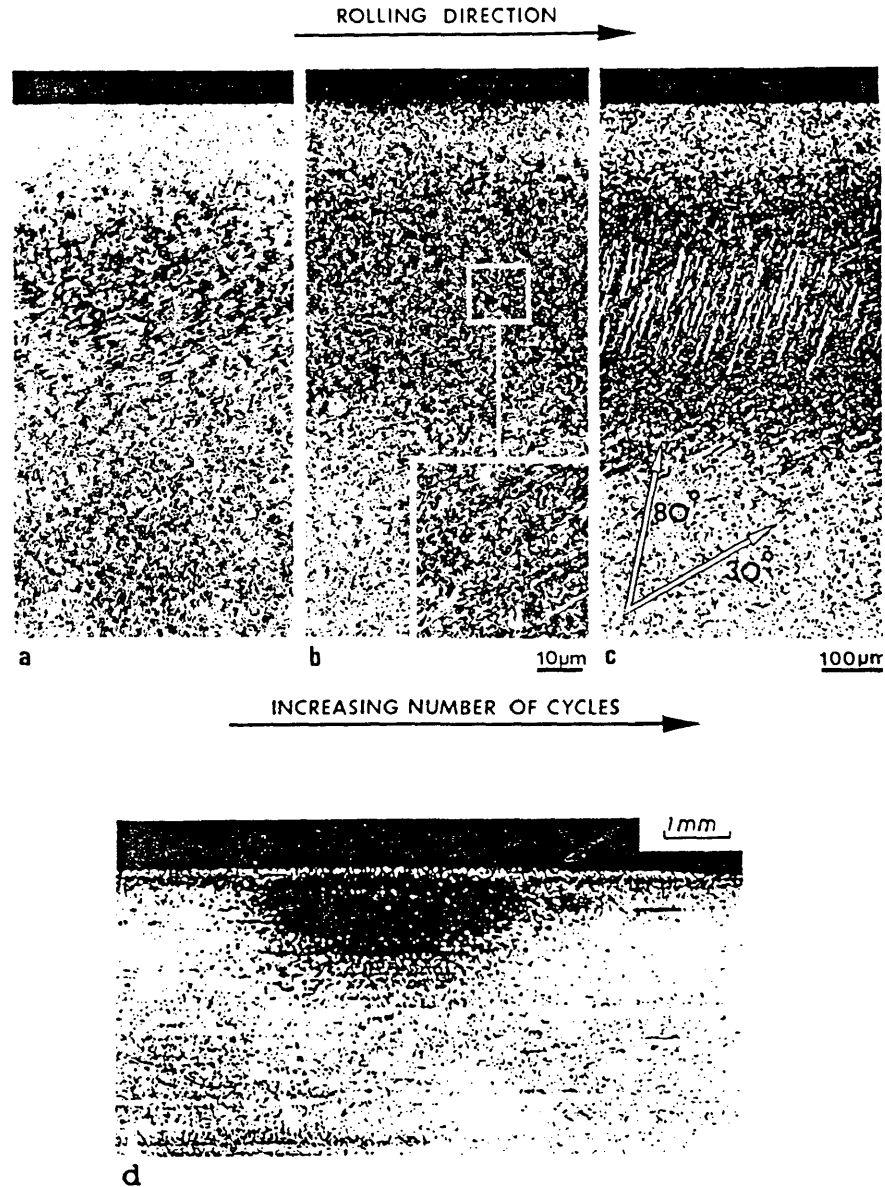 ROLLING DIRECTION
80°
30°
a
b
10µm
c
100µm
INCREASING NUMBER OF CYCLES
1mm
d